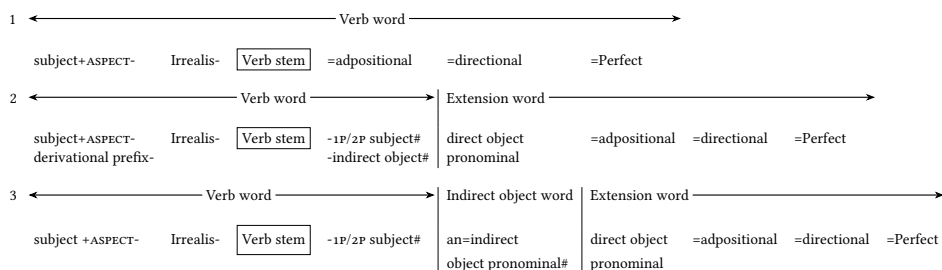 1 Verb word
subject+ASPECT- Irrealis- Verb stem =adpositional =directional =Perfect
2 Verb word Extension word
subject+ASPECT- Irrealis- Verb stem -1P/2P subject# direct object =adpositional =directional =Perfect
derivational prefix- -indirect object# pronominal
3 Verb word Indirect object word Extension word
subject +ASPECT- Irrealis- Verb stem -1P/2P subject# an=indirect direct object =adpositional =directional =Perfect
object pronominal# pronominal